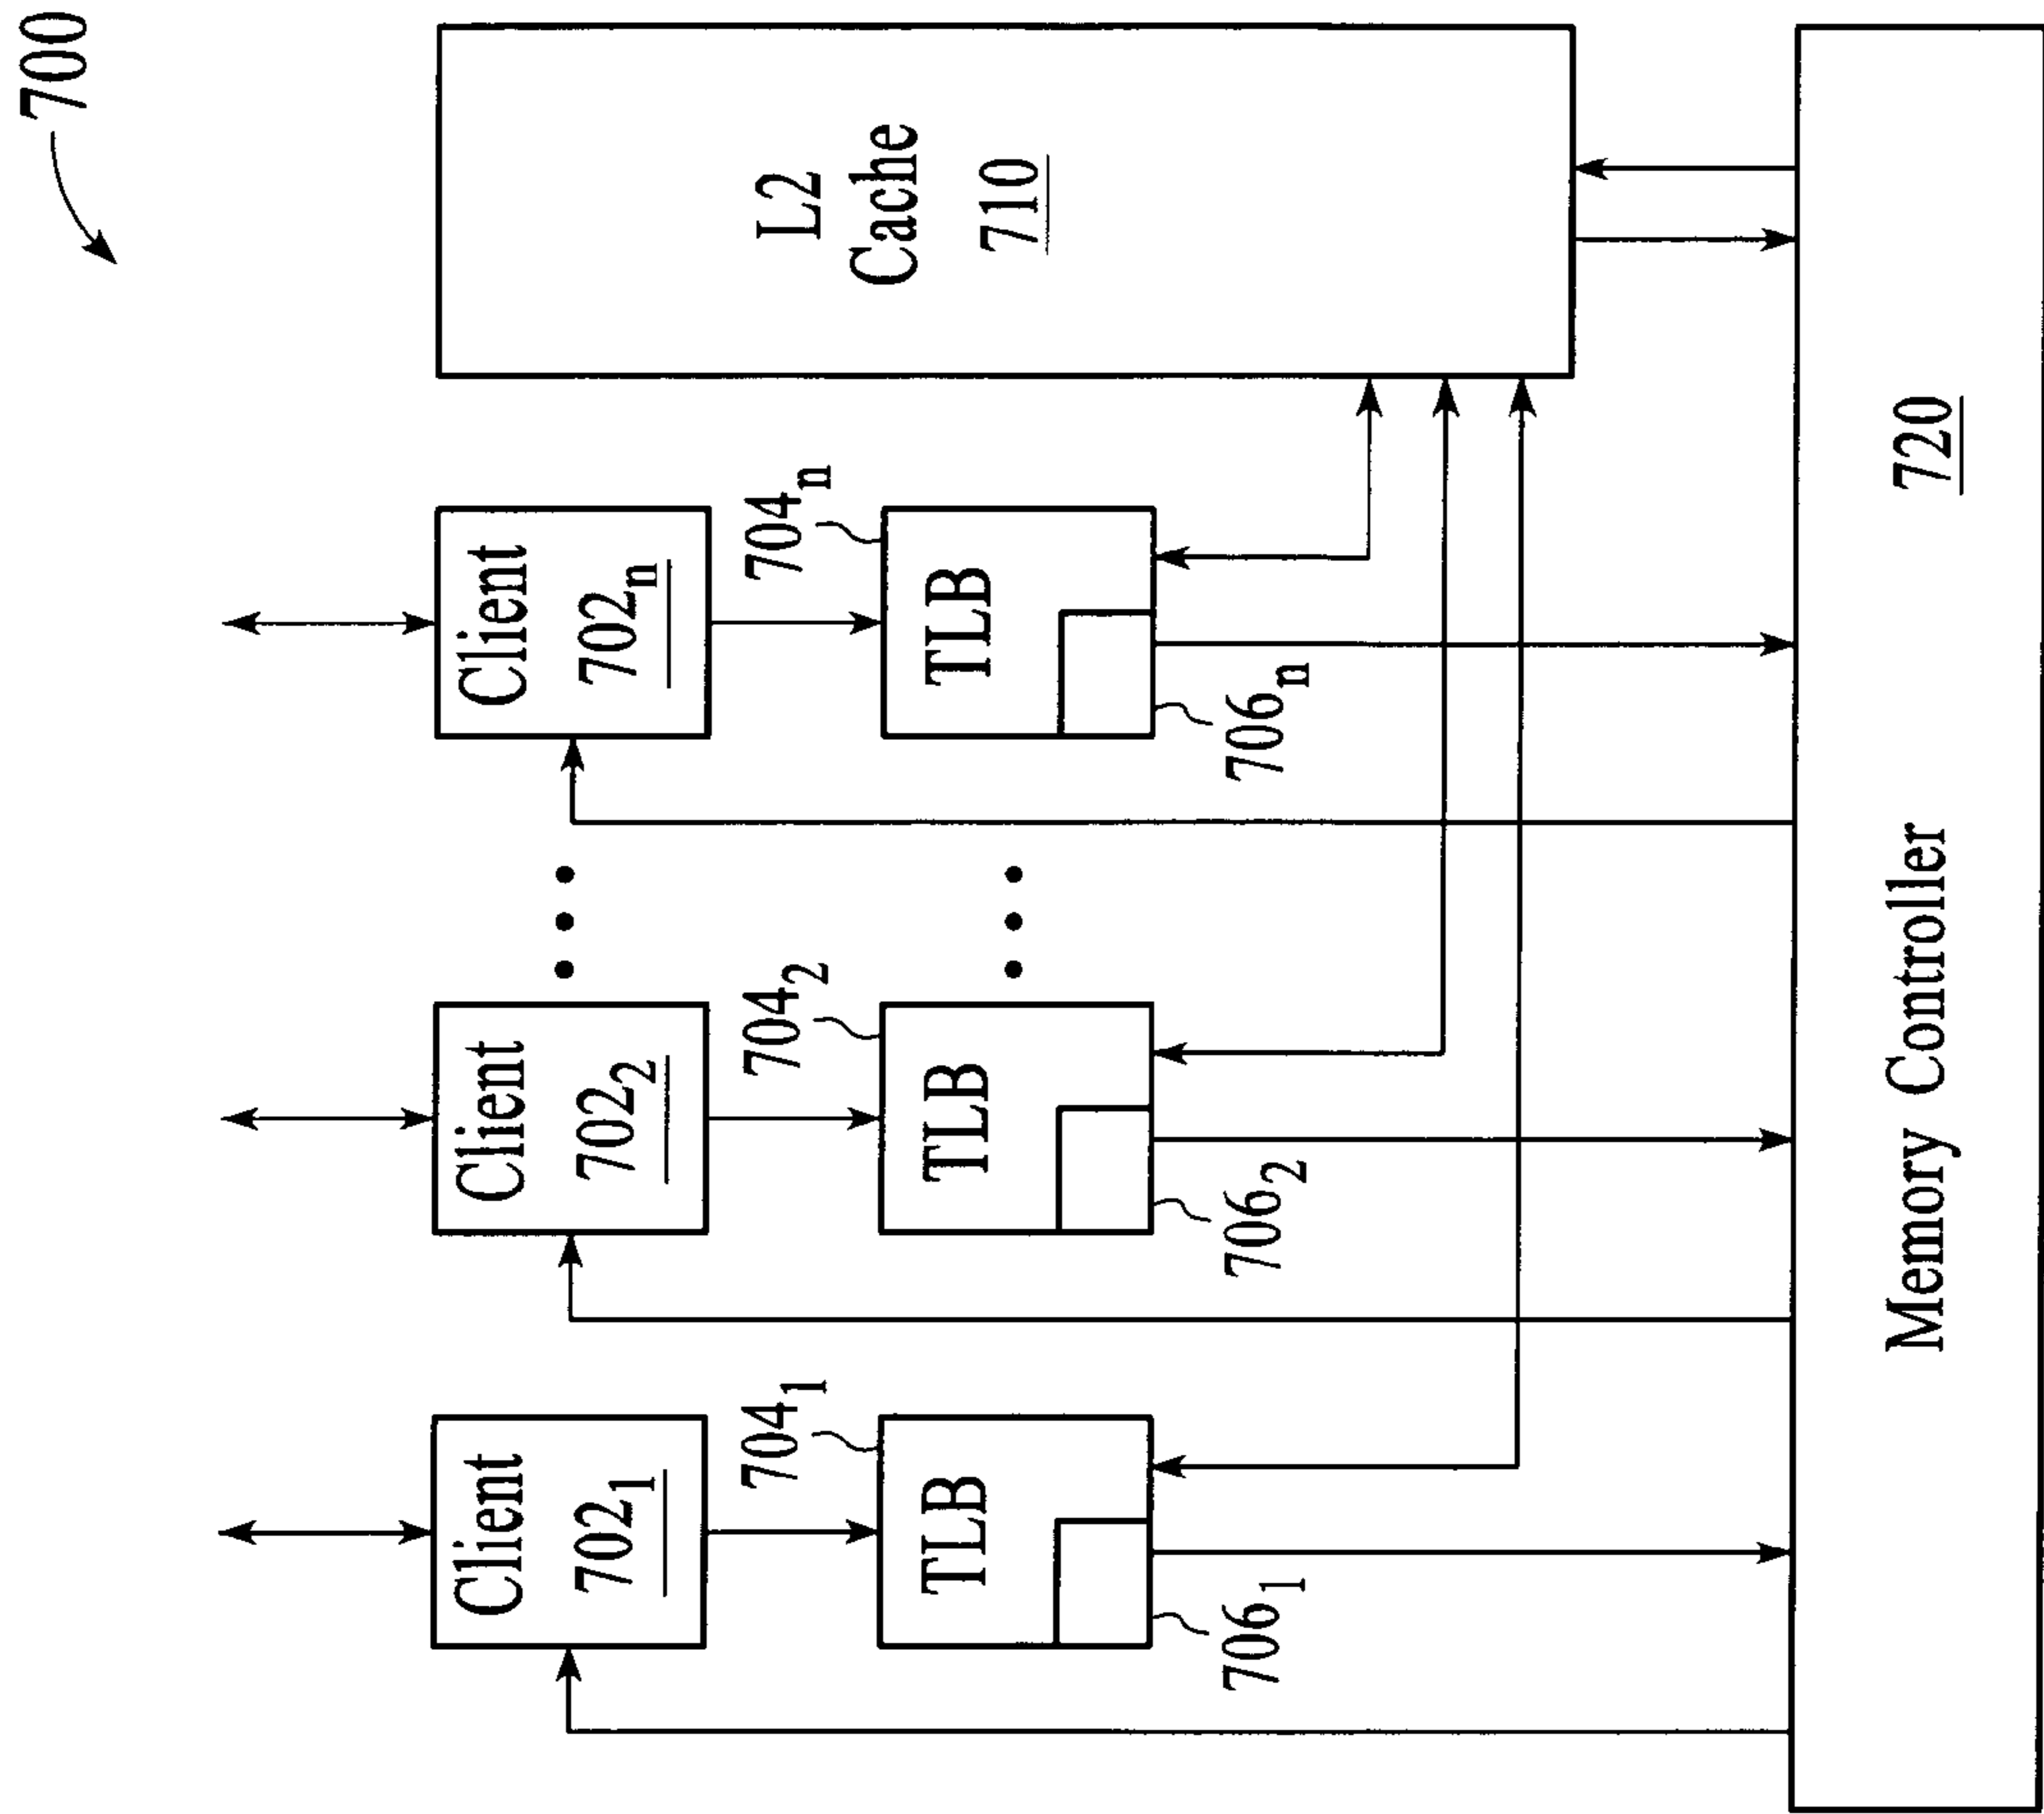 700
Client
702₁
704₁
TLB
706₁
Client
702₂
704₂
TLB
706₂
Client
702ₙ
704ₙ
TLB
706ₙ
L2
Cache
710
Memory Controller
720